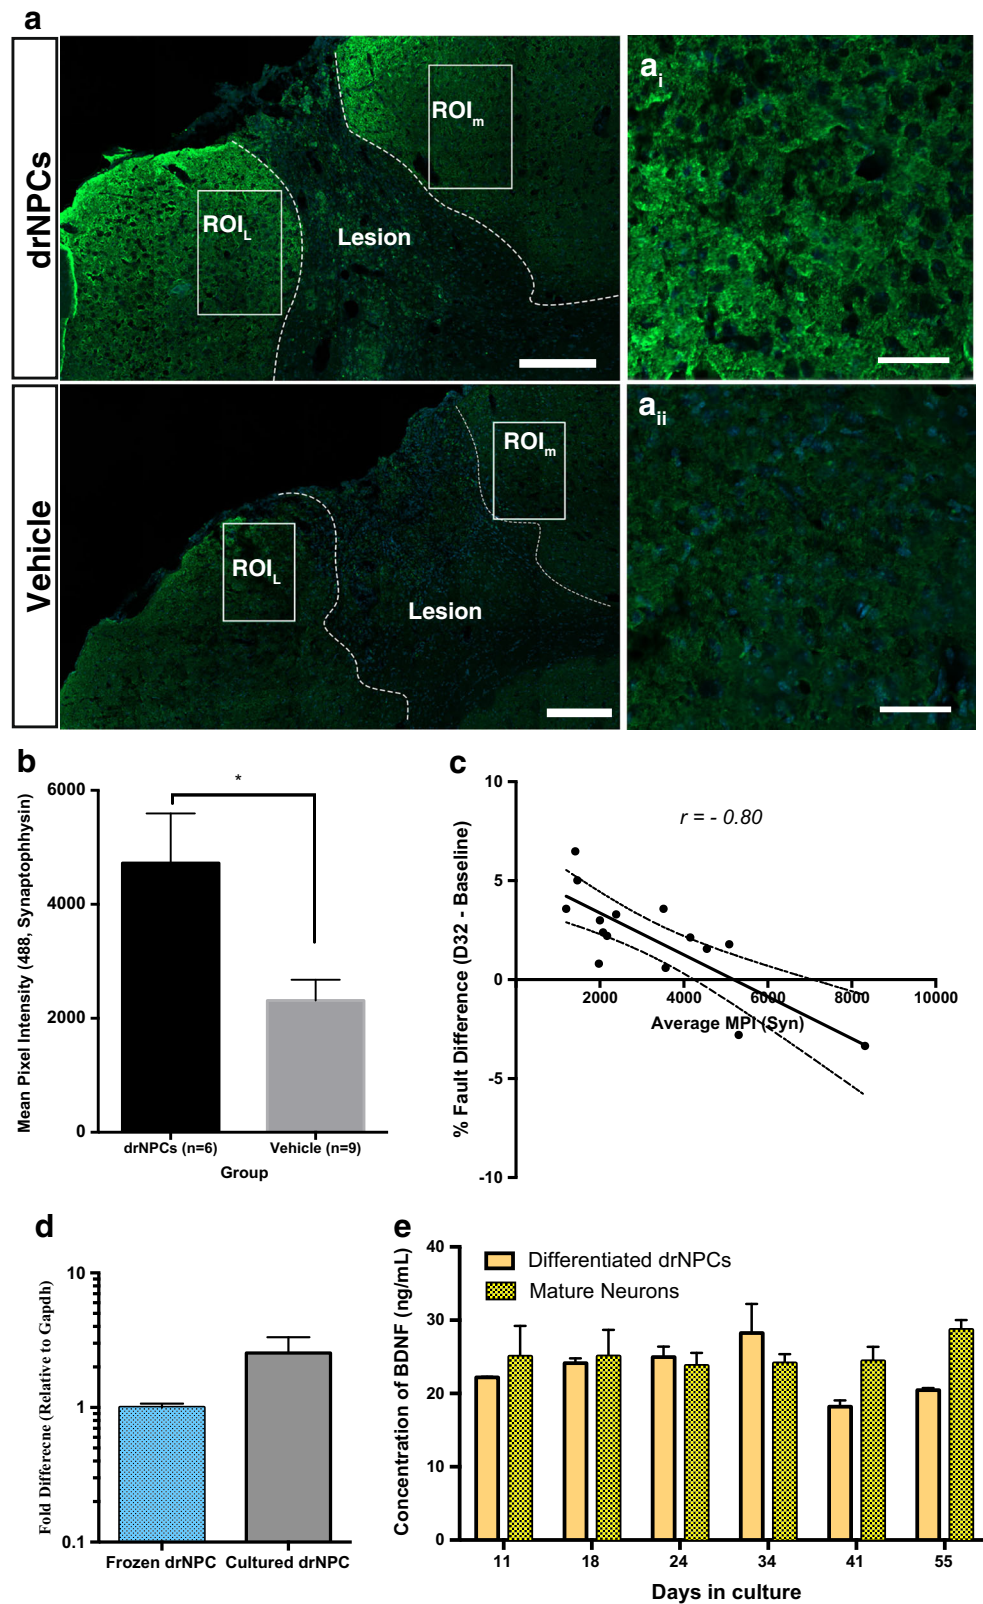 a
drNPCs
ROIL
ROIm
Lesion
ai
Vehicle
ROIL
ROIm
Lesion
aii
b
Mean Pixel Intensity (488, Synaptophhysin)
6000
4000
2000
0
*
drNPCs (n=6)
Vehicle (n=9)
Group
c
% Fault Difference (D32 - Baseline)
10
5
0
-5
-10
r = - 0.80
2000
4000
6000
8000
10000
Average MPI (Syn)
d
Fold Differecne (Relative to Gapdh)
10
1
0.1
Frozen drNPC
Cultured drNPC
e
Concentration of BDNF (ng/mL)
40
30
20
10
0
Differentiated drNPCs
Mature Neurons
11
18
24
34
41
55
Days in culture